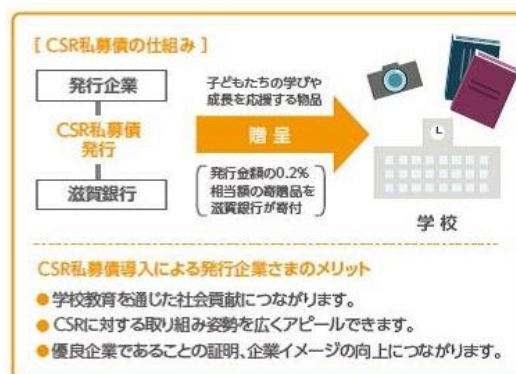 [ CSR私募債の仕組み ]
発行企業
CSR私募債
発行
滋賀銀行
子どもたちの学びや
成長を応援する物品
贈呈
発行金額の0.2%
相当額の寄贈品を
滋賀銀行が寄付
学校
CSR私募債導入による発行企業さまのメリット
●学校教育を通じた社会貢献につながります。
●CSRに対する取り組み姿勢を広くアピールできます。
●優良企業であることの証明、企業イメージの向上につながります。